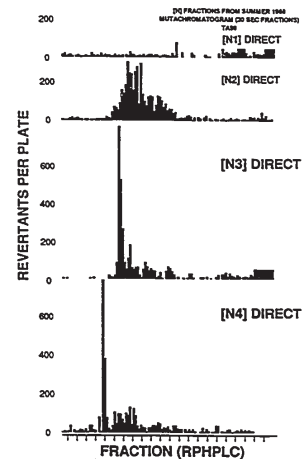 [N] FRACTIONS FROM SUMMER 1986
MUTACHROMATOGRAM (30 SEC FRACTIONS)
TA98
200
[N1] DIRECT
0
200
[N2] DIRECT
0
600
[N3] DIRECT
400
200
0
600
[N4] DIRECT
400
200
0
REVERTANTS PER PLATE
FRACTION (RPHPLC)